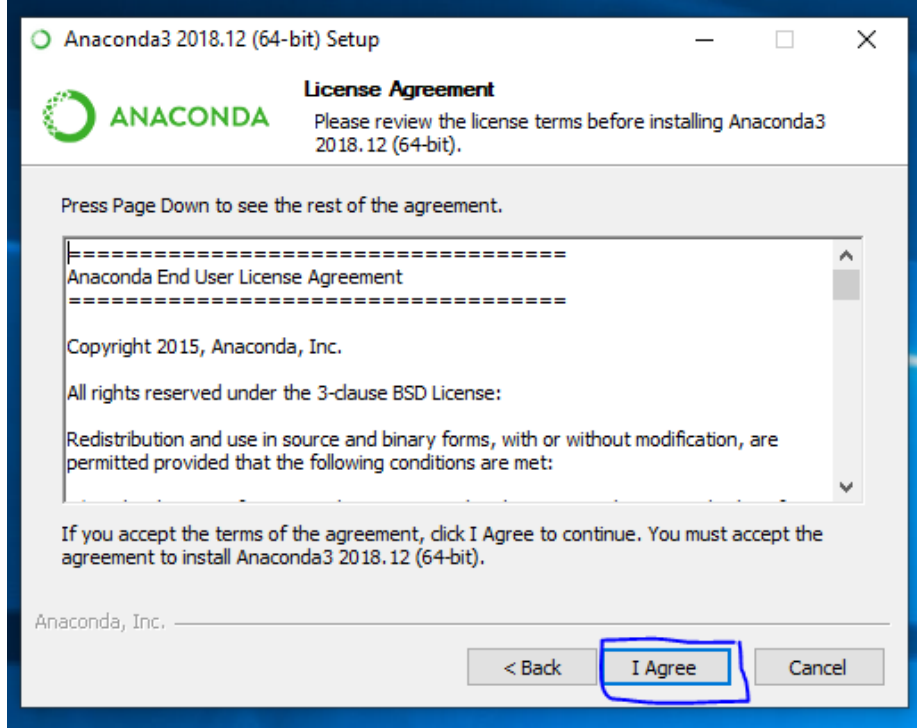 Anaconda3 2018.12 (64-bit) Setup
ANACONDA
License Agreement
Please review the license terms before installing Anaconda3
2018.12 (64-bit).
Press Page Down to see the rest of the agreement.
===================================
Anaconda End User License Agreement
===================================
Copyright 2015, Anaconda, Inc.
All rights reserved under the 3-clause BSD License:
Redistribution and use in source and binary forms, with or without modification, are
permitted provided that the following conditions are met:
If you accept the terms of the agreement, click I Agree to continue. You must accept the
agreement to install Anaconda3 2018.12 (64-bit).
Anaconda, Inc.
< Back
I Agree
Cancel